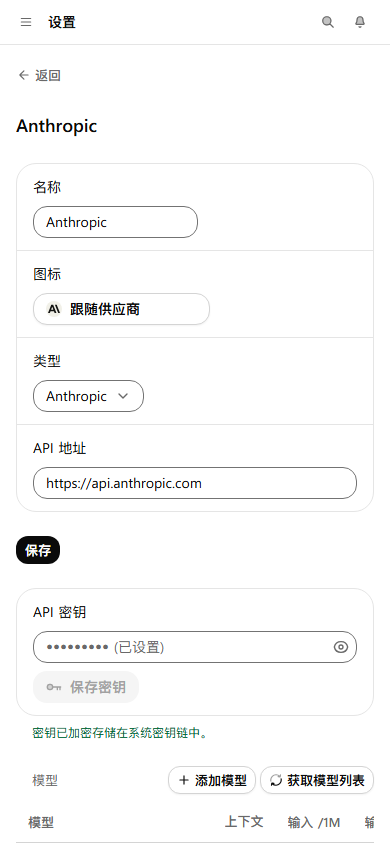 设置
返回
Anthropic
名称
Anthropic
图标
跟随供应商
类型
Anthropic
API 地址
https://api.anthropic.com
保存
API 密钥
••••••••• (已设置)
保存密钥
密钥已加密存储在系统密钥链中。
模型 添加模型 获取模型列表
模型 上下文 输入 /1M